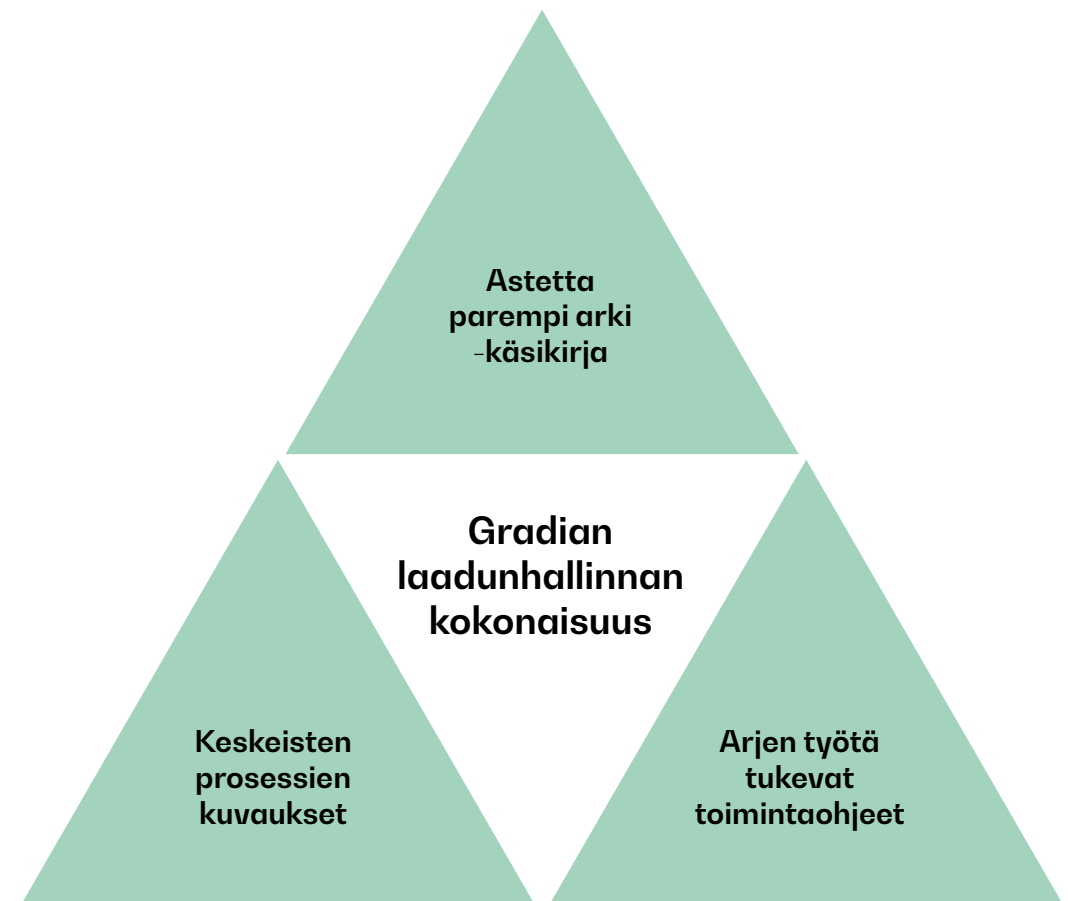 Astetta
parempi arki
-käsikirja
Gradian
laadunhallinnan
kokonaisuus
Keskeisten
prosessien
kuvaukset
Arjen työtä
tukevat
toimintaohjeet